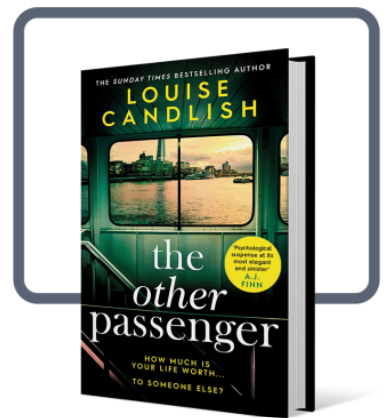 THE SUNDAY TIMES BESTSELLING AUTHOR
LOUISE
CANDLISH
the
other
passenger
'Psychological
suspense at its
most elegant
and sinister'
A.J.
FINN
HOW MUCH IS
YOUR LIFE WORTH...
TO SOMEONE ELSE?